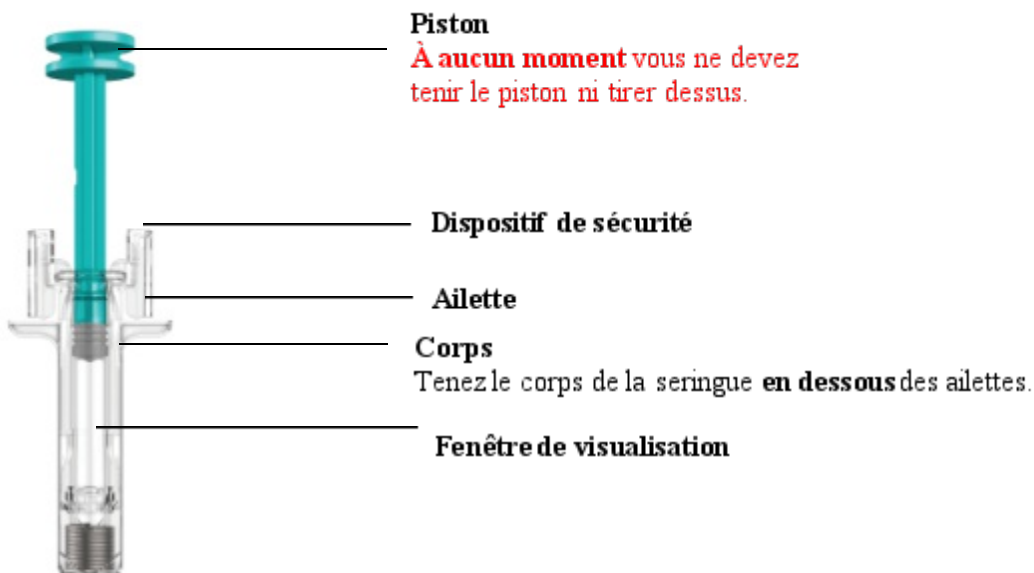 Piston
À aucun moment vous ne devez
tenir le piston ni tirer dessus.
Dispositif de sécurité
Ailette
Corps
Tenez le corps de la seringue en dessous des ailettes.
Fenêtre de visualisation